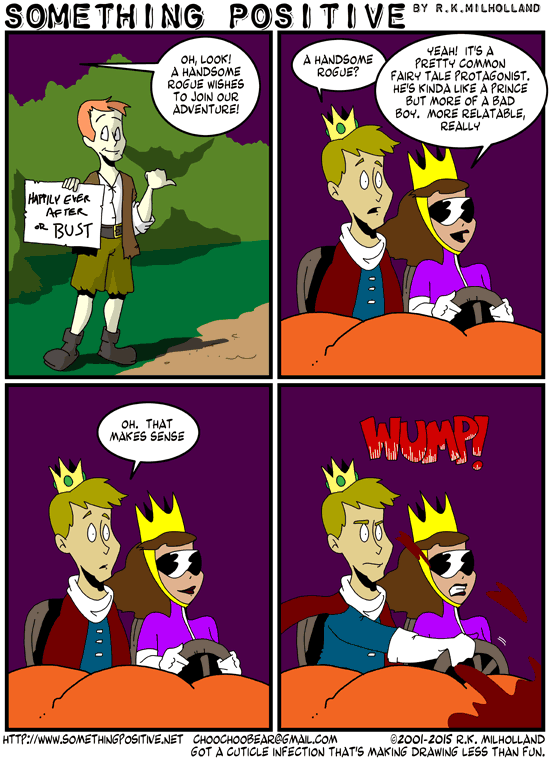 SOMETHING POSITIVE BY R.K.MILHOLLAND
OH, LOOK!
A HANDSOME
ROGUE WISHES
TO JOIN OUR
ADVENTURE!
HAPPILY EVER
AFTER
OR BUST
A HANDSOME
ROGUE?
YEAH! IT'S A
PRETTY COMMON
FAIRY TALE PROTAGONIST.
HE'S KINDA LIKE A PRINCE
BUT MORE OF A BAD
BOY. MORE RELATABLE,
REALLY
OH. THAT
MAKES SENSE
WUMP!
HTTP://WWW.SOMETHINGPOSITIVE.NET CHOOCHOOBEAR@GMAIL.COM ©2001-2015 R.K. MILHOLLAND
GOT A CUTICLE INFECTION THAT'S MAKING DRAWING LESS THAN FUN.